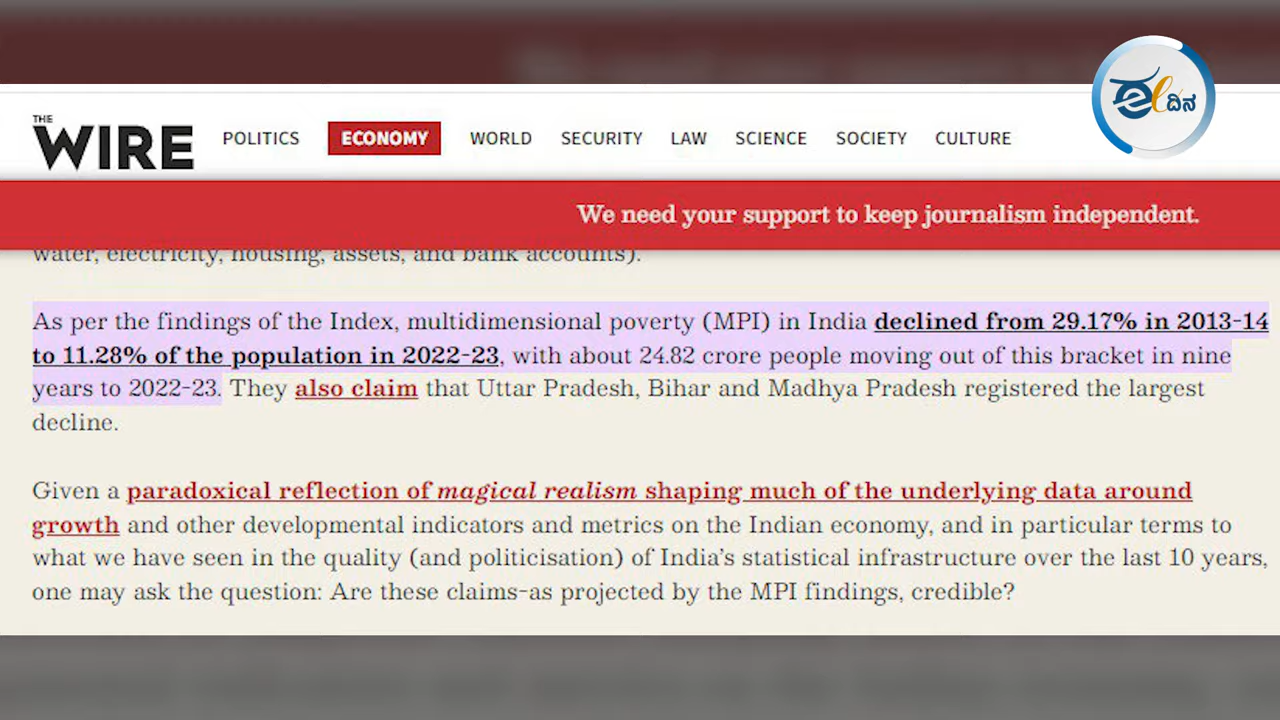 THE
WIRE
POLITICS ECONOMY WORLD SECURITY LAW SCIENCE SOCIETY CULTURE
ಈ ದಿನ
We need your support to keep journalism independent.
water, electricity, housing, assets, and bank accounts).
As per the findings of the Index, multidimensional poverty (MPI) in India declined from 29.17% in 2013-14
to 11.28% of the population in 2022-23, with about 24.82 crore people moving out of this bracket in nine
years to 2022-23. They also claim that Uttar Pradesh, Bihar and Madhya Pradesh registered the largest
decline.
Given a paradoxical reflection of magical realism shaping much of the underlying data around
growth and other developmental indicators and metrics on the Indian economy, and in particular terms to
what we have seen in the quality (and politicisation) of India's statistical infrastructure over the last 10 years,
one may ask the question: Are these claims-as projected by the MPI findings, credible?